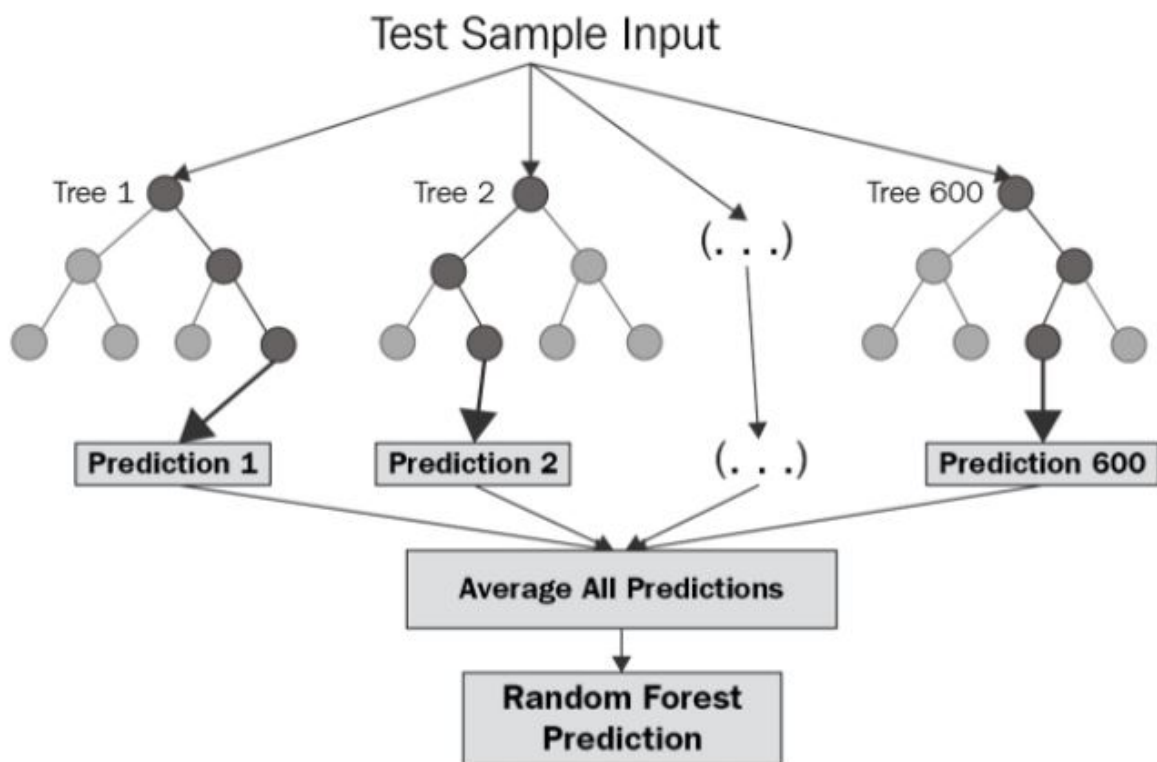 Test Sample Input
Tree 1
Tree 2
Tree 600
(. . .)
Prediction 1
Prediction 2
(. . .)
Prediction 600
Average All Predictions
Random Forest
Prediction